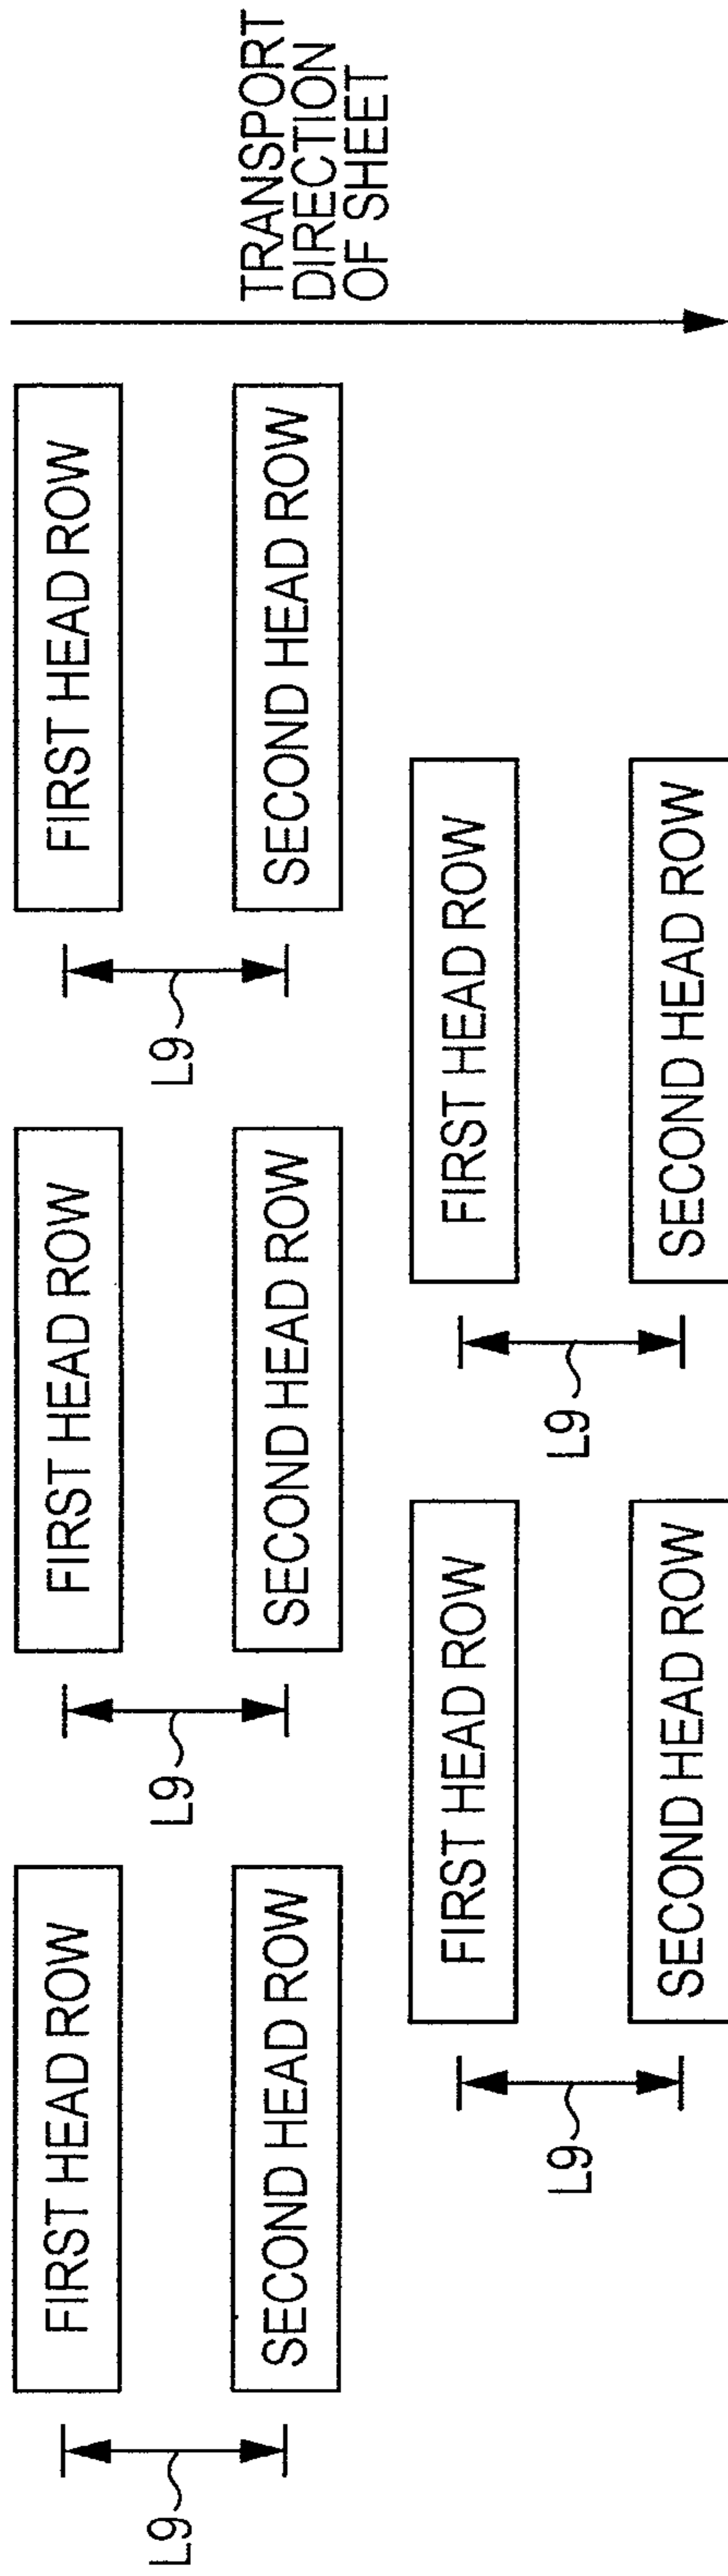 FIRST HEAD ROW
FIRST HEAD ROW
FIRST HEAD ROW
L9
L9
L9
SECOND HEAD ROW
SECOND HEAD ROW
SECOND HEAD ROW
TRANSPORT
DIRECTION
OF SHEET
FIRST HEAD ROW
FIRST HEAD ROW
L9
L9
SECOND HEAD ROW
SECOND HEAD ROW